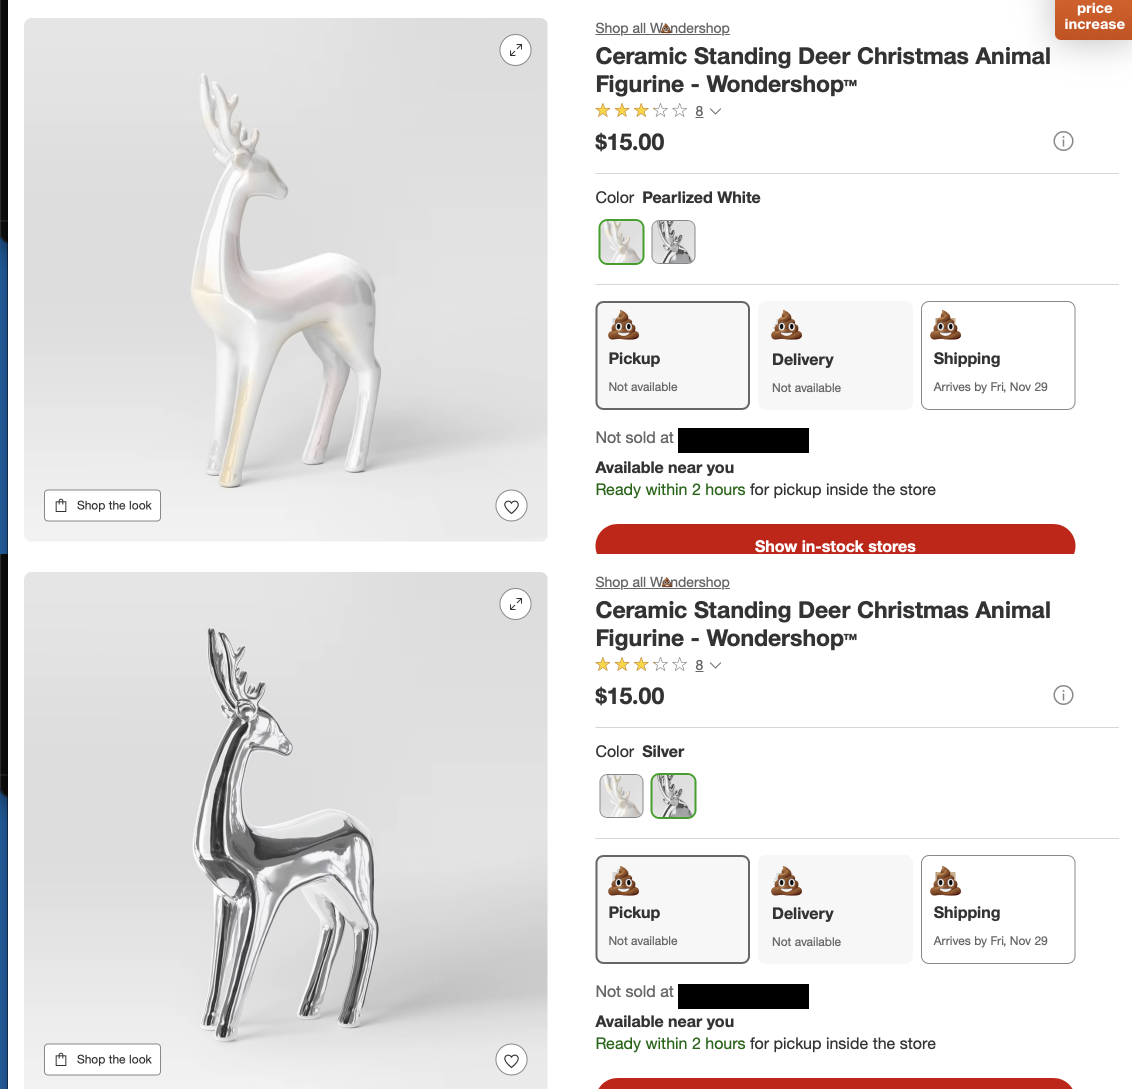 price
increase
Shop all Wondershop
Ceramic Standing Deer Christmas Animal
Figurine - Wondershop™
8
$15.00
Color Pearlized White
Pickup
Not available
Delivery
Not available
Shipping
Arrives by Fri, Nov 29
Not sold at
Available near you
Ready within 2 hours for pickup inside the store
Show in-stock stores
Shop the look
Shop all Wondershop
Ceramic Standing Deer Christmas Animal
Figurine - Wondershop™
8
$15.00
Color Silver
Pickup
Not available
Delivery
Not available
Shipping
Arrives by Fri, Nov 29
Not sold at
Available near you
Ready within 2 hours for pickup inside the store
Shop the look